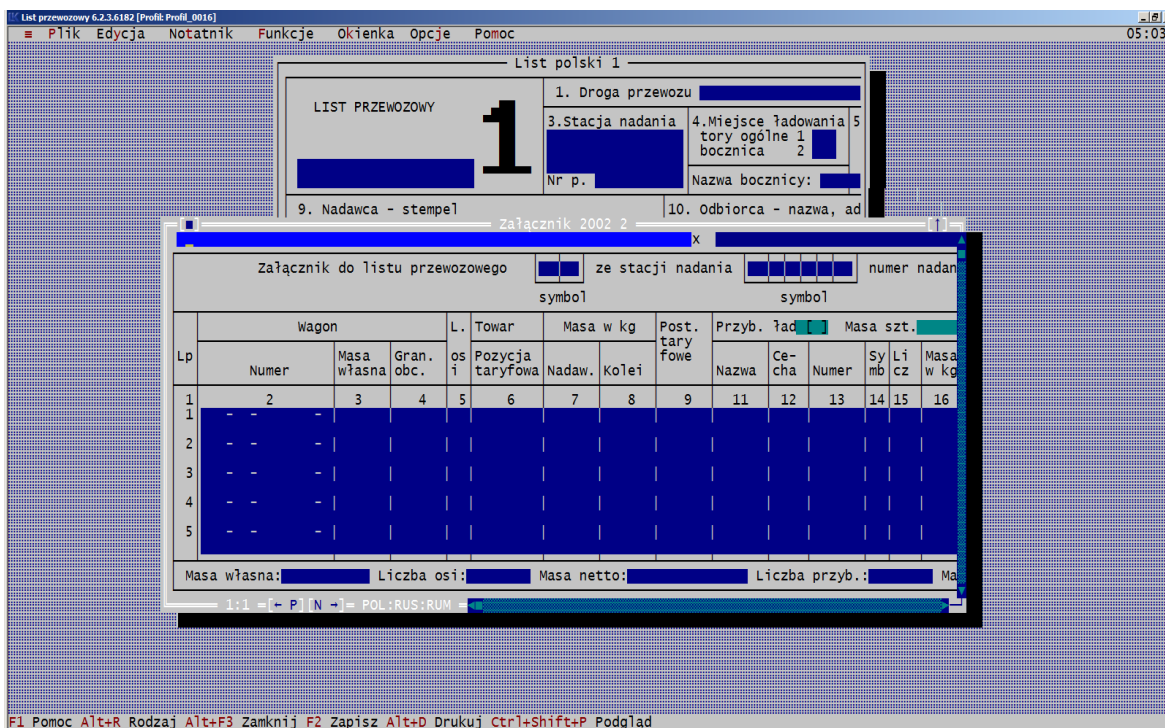 List przewozowy 6.2.3.6182 [Profil: Profil_0016]
≡ Plik Edycja Notatnik Funkcje Okienka Opcje Pomoc 05:03
List polski 1
LIST PRZEWOZOWY
1
1. Droga przewozu
3.Stacja nadania
4.Miejsce ładowania 5
tory ogólne 1
bocznica 2
Nr p.
Nazwa bocznicy:
9. Nadawca - stempel
10. Odbiorca - nazwa, ad
[■] Załącznik 2002 2 [↑]
x
Załącznik do listu przewozowego ze stacji nadania numer nadan
symbol symbol
Wagon L. Towar Masa w kg Post. Przyb. ład[ ] Masa szt.
tary
Lp Masa Gran. os Pozycja fowe Ce- Sy Li Masa
Numer własna obc. i taryfowa Nadaw. Kolei Nazwa cha Numer mb cz w kg
1 2 3 4 5 6 7 8 9 11 12 13 14 15 16
1 - - -
2 - - -
3 - - -
4 - - -
5 - - -
Masa własna: Liczba osi: Masa netto: Liczba przyb.: Ma
1:1 =[← P][N →]= POL:RUS:RUM
F1 Pomoc Alt+R Rodzaj Alt+F3 Zamknij F2 Zapisz Alt+D Drukuj Ctrl+Shift+P Podgląd